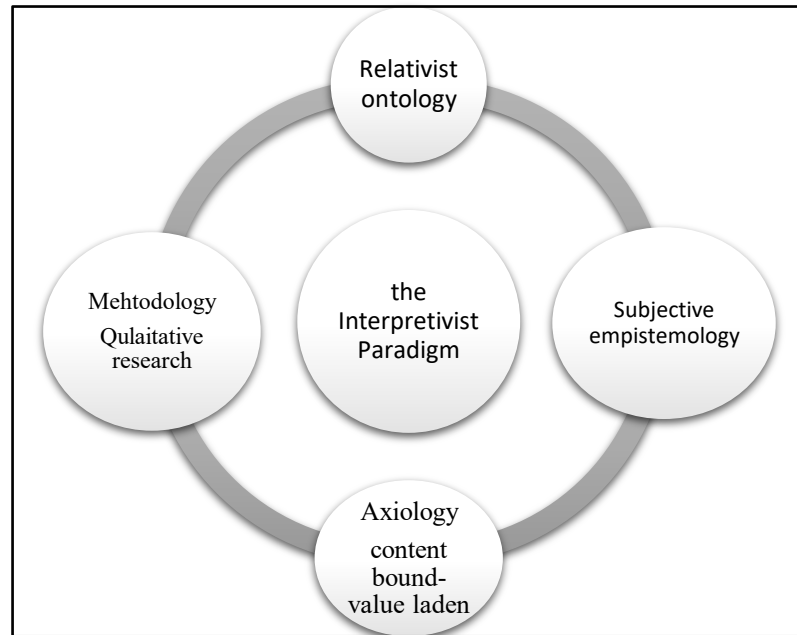 Relativist
ontology
Mehtodology
Qulaitative
research
the
Interpretivist
Paradigm
Subjective
empistemology
Axiology
content
bound-
value laden